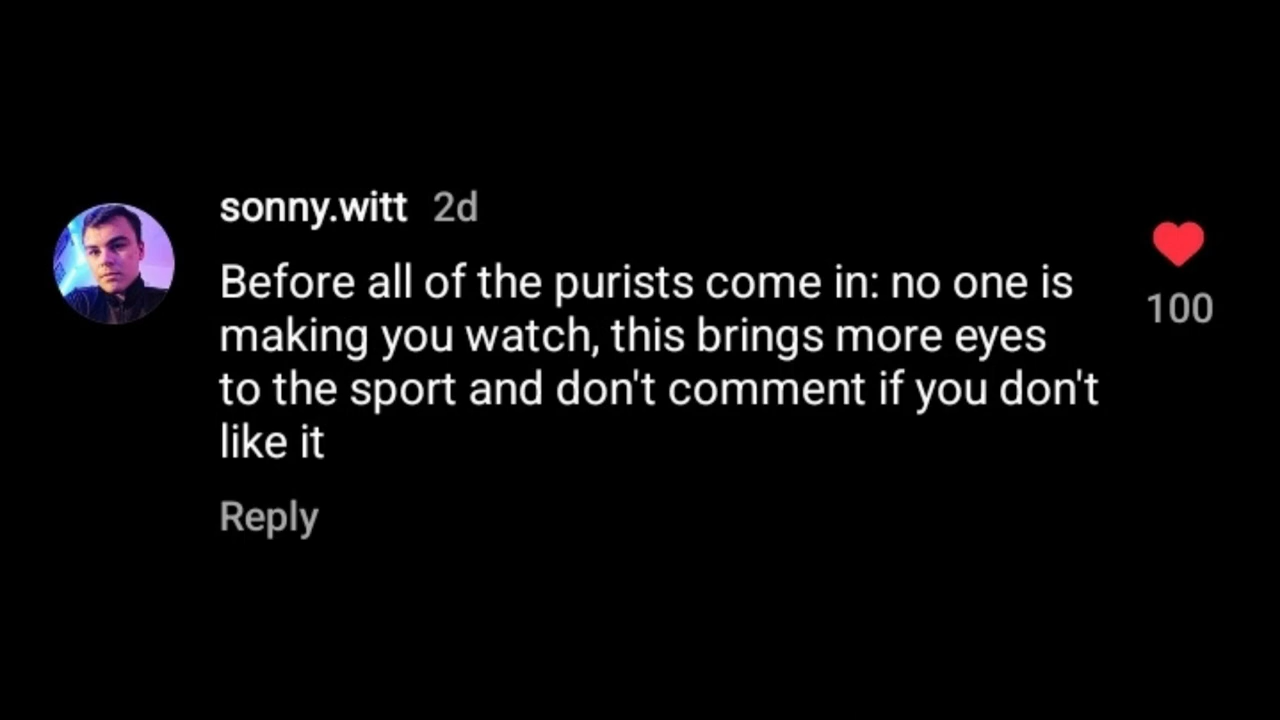 sonny.witt 2d
Before all of the purists come in: no one is
making you watch, this brings more eyes
to the sport and don't comment if you don't
like it
Reply
100